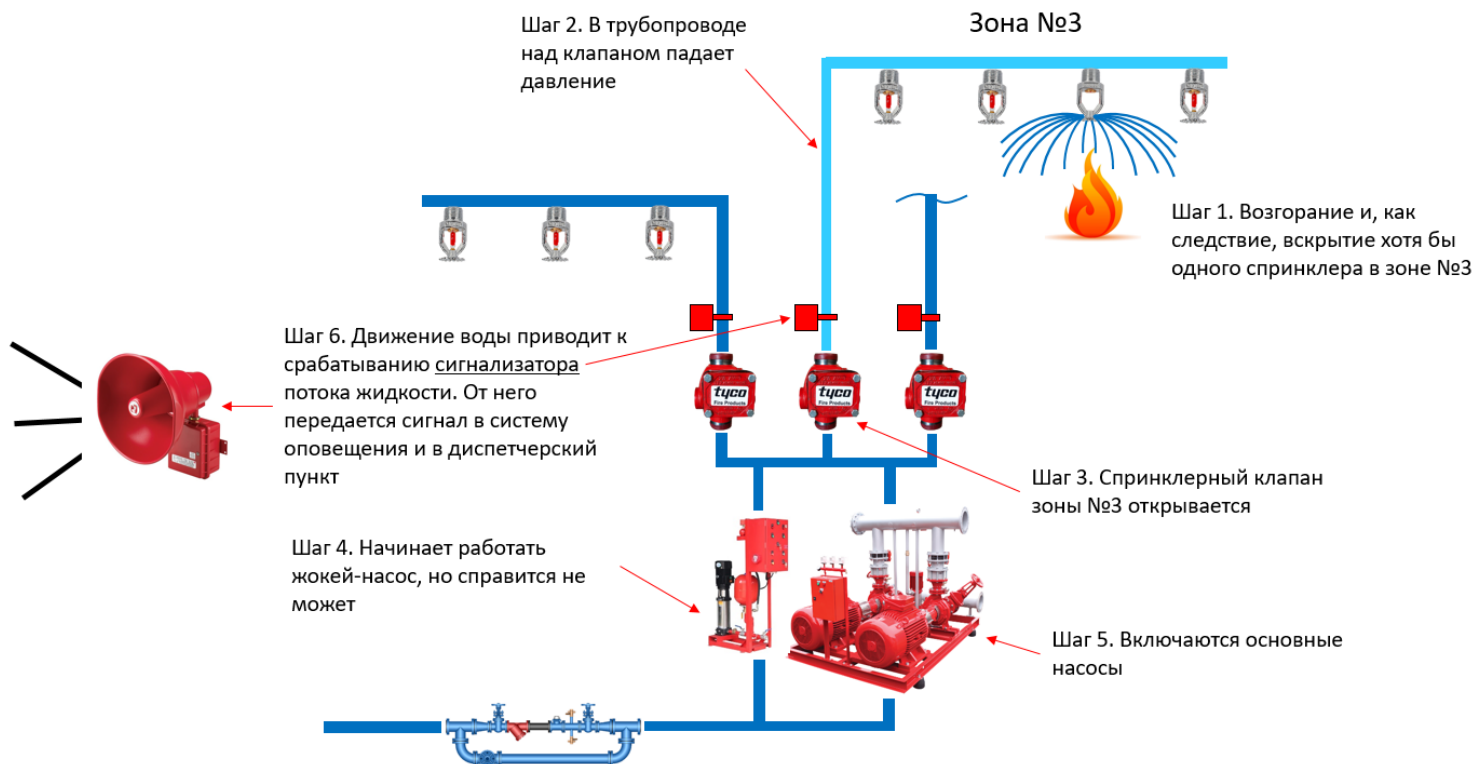 Шаг 2. В трубопроводе
над клапаном падает
давление
Зона №3
Шаг 1. Возгорание и, как
следствие, вскрытие хотя бы
одного спринклера в зоне №3
Шаг 6. Движение воды приводит к
срабатыванию сигнализатора
потока жидкости. От него
передается сигнал в систему
оповещения и в диспетчерский
пункт
tyco
Fire Products
tyco
Fire Products
tyco
Fire Products
Шаг 3. Спринклерный клапан
зоны №3 открывается
Шаг 4. Начинает работать
жокей-насос, но справится не
может
Шаг 5. Включаются основные
насосы